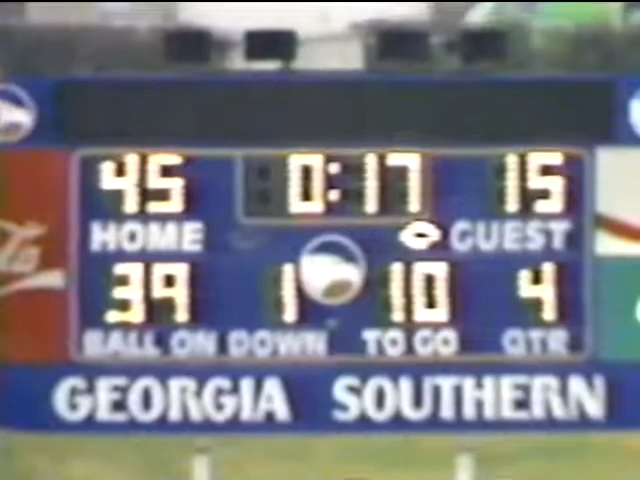 45 0:17 15
HOME GUEST
39 1 10 4
BALL ON DOWN TO GO QTR
GEORGIA SOUTHERN